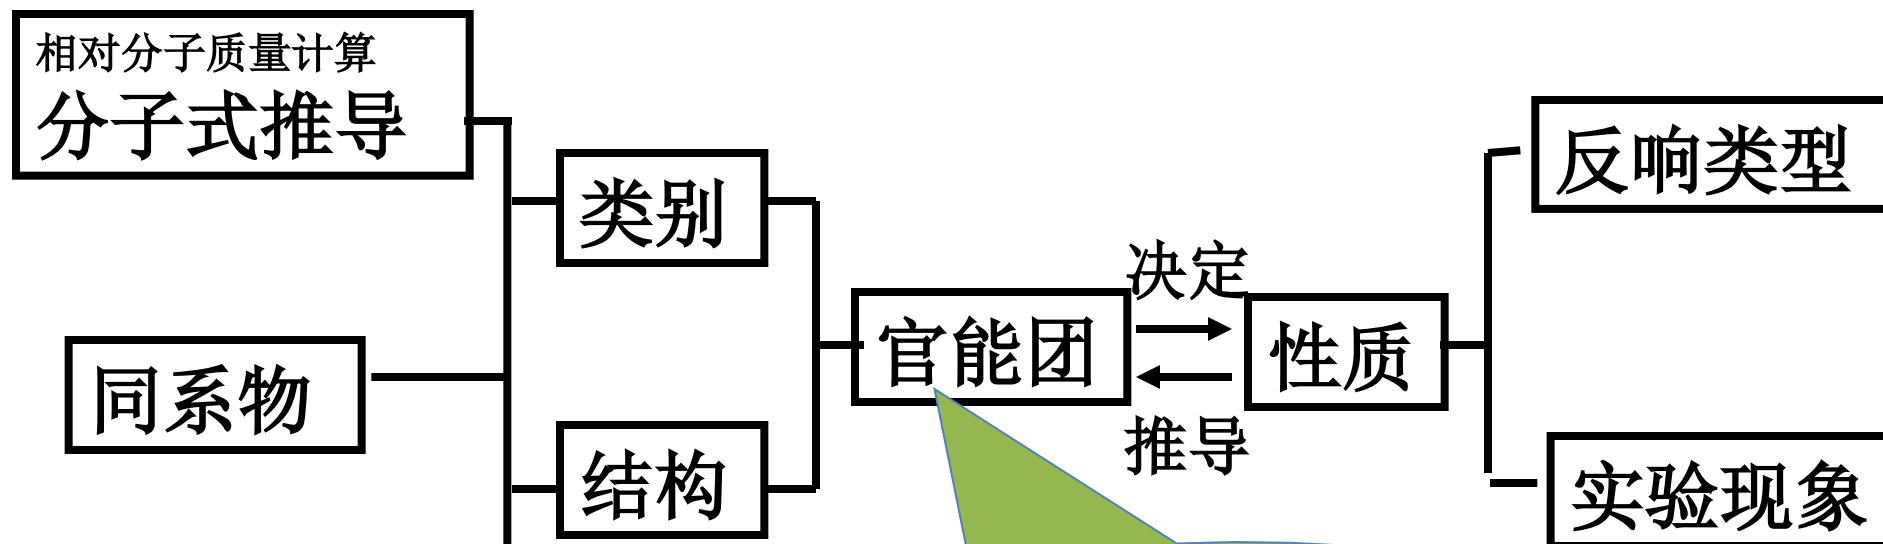 相对分子质量计算
分子式推导
反响类型
类别
决定
官能团
性质
同系物
推导
结构
实验现象